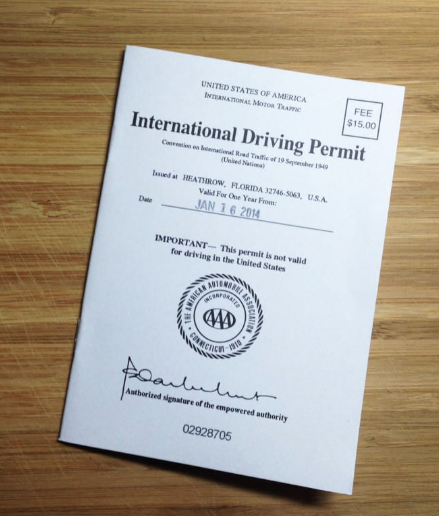 UNITED STATES OF AMERICA
INTERNATIONAL MOTOR TRAFFIC
FEE
$15.00
International Driving Permit
Convention on International Road Traffic of 19 September 1949
(United Nations)
Issued at HEATHROW, FLORIDA 32746-5063, U.S.A.
Valid For One Year From:
Date JAN 16 2014
IMPORTANT— This permit is not valid
for driving in the United States
THE AMERICAN AUTOMOBILE ASSOCIATION
INCORPORATED
AAA
CONNECTICUT-1910
Authorized signature of the empowered authority
02928705